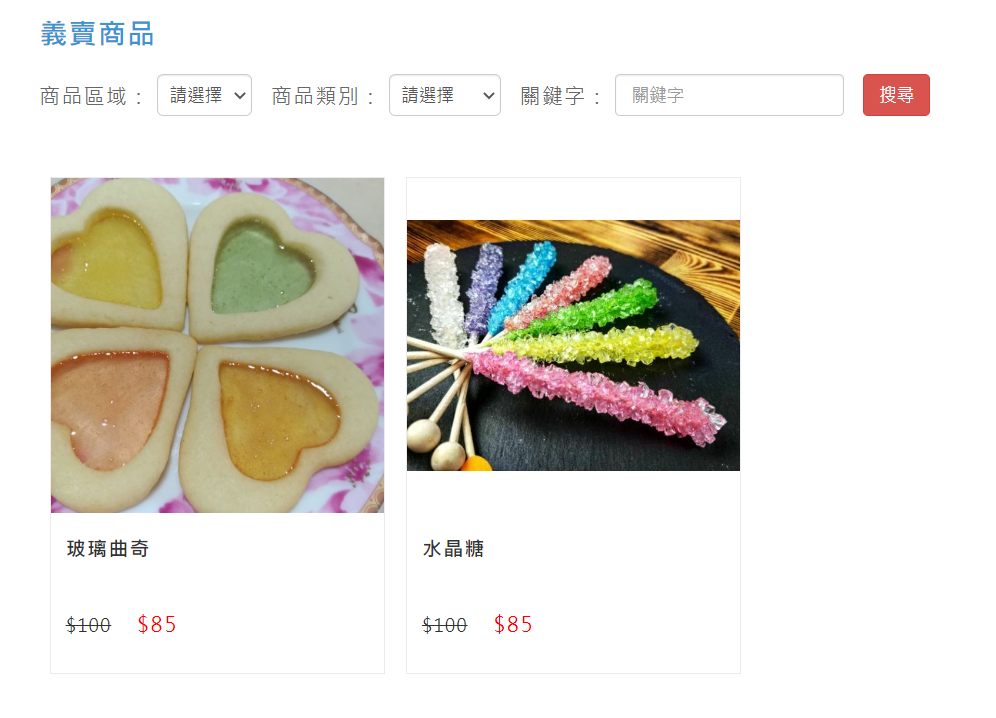 義賣商品
商品區域： 請選擇 商品類別： 請選擇 關鍵字： 關鍵字 搜尋
玻璃曲奇
$100 $85
水晶糖
$100 $85